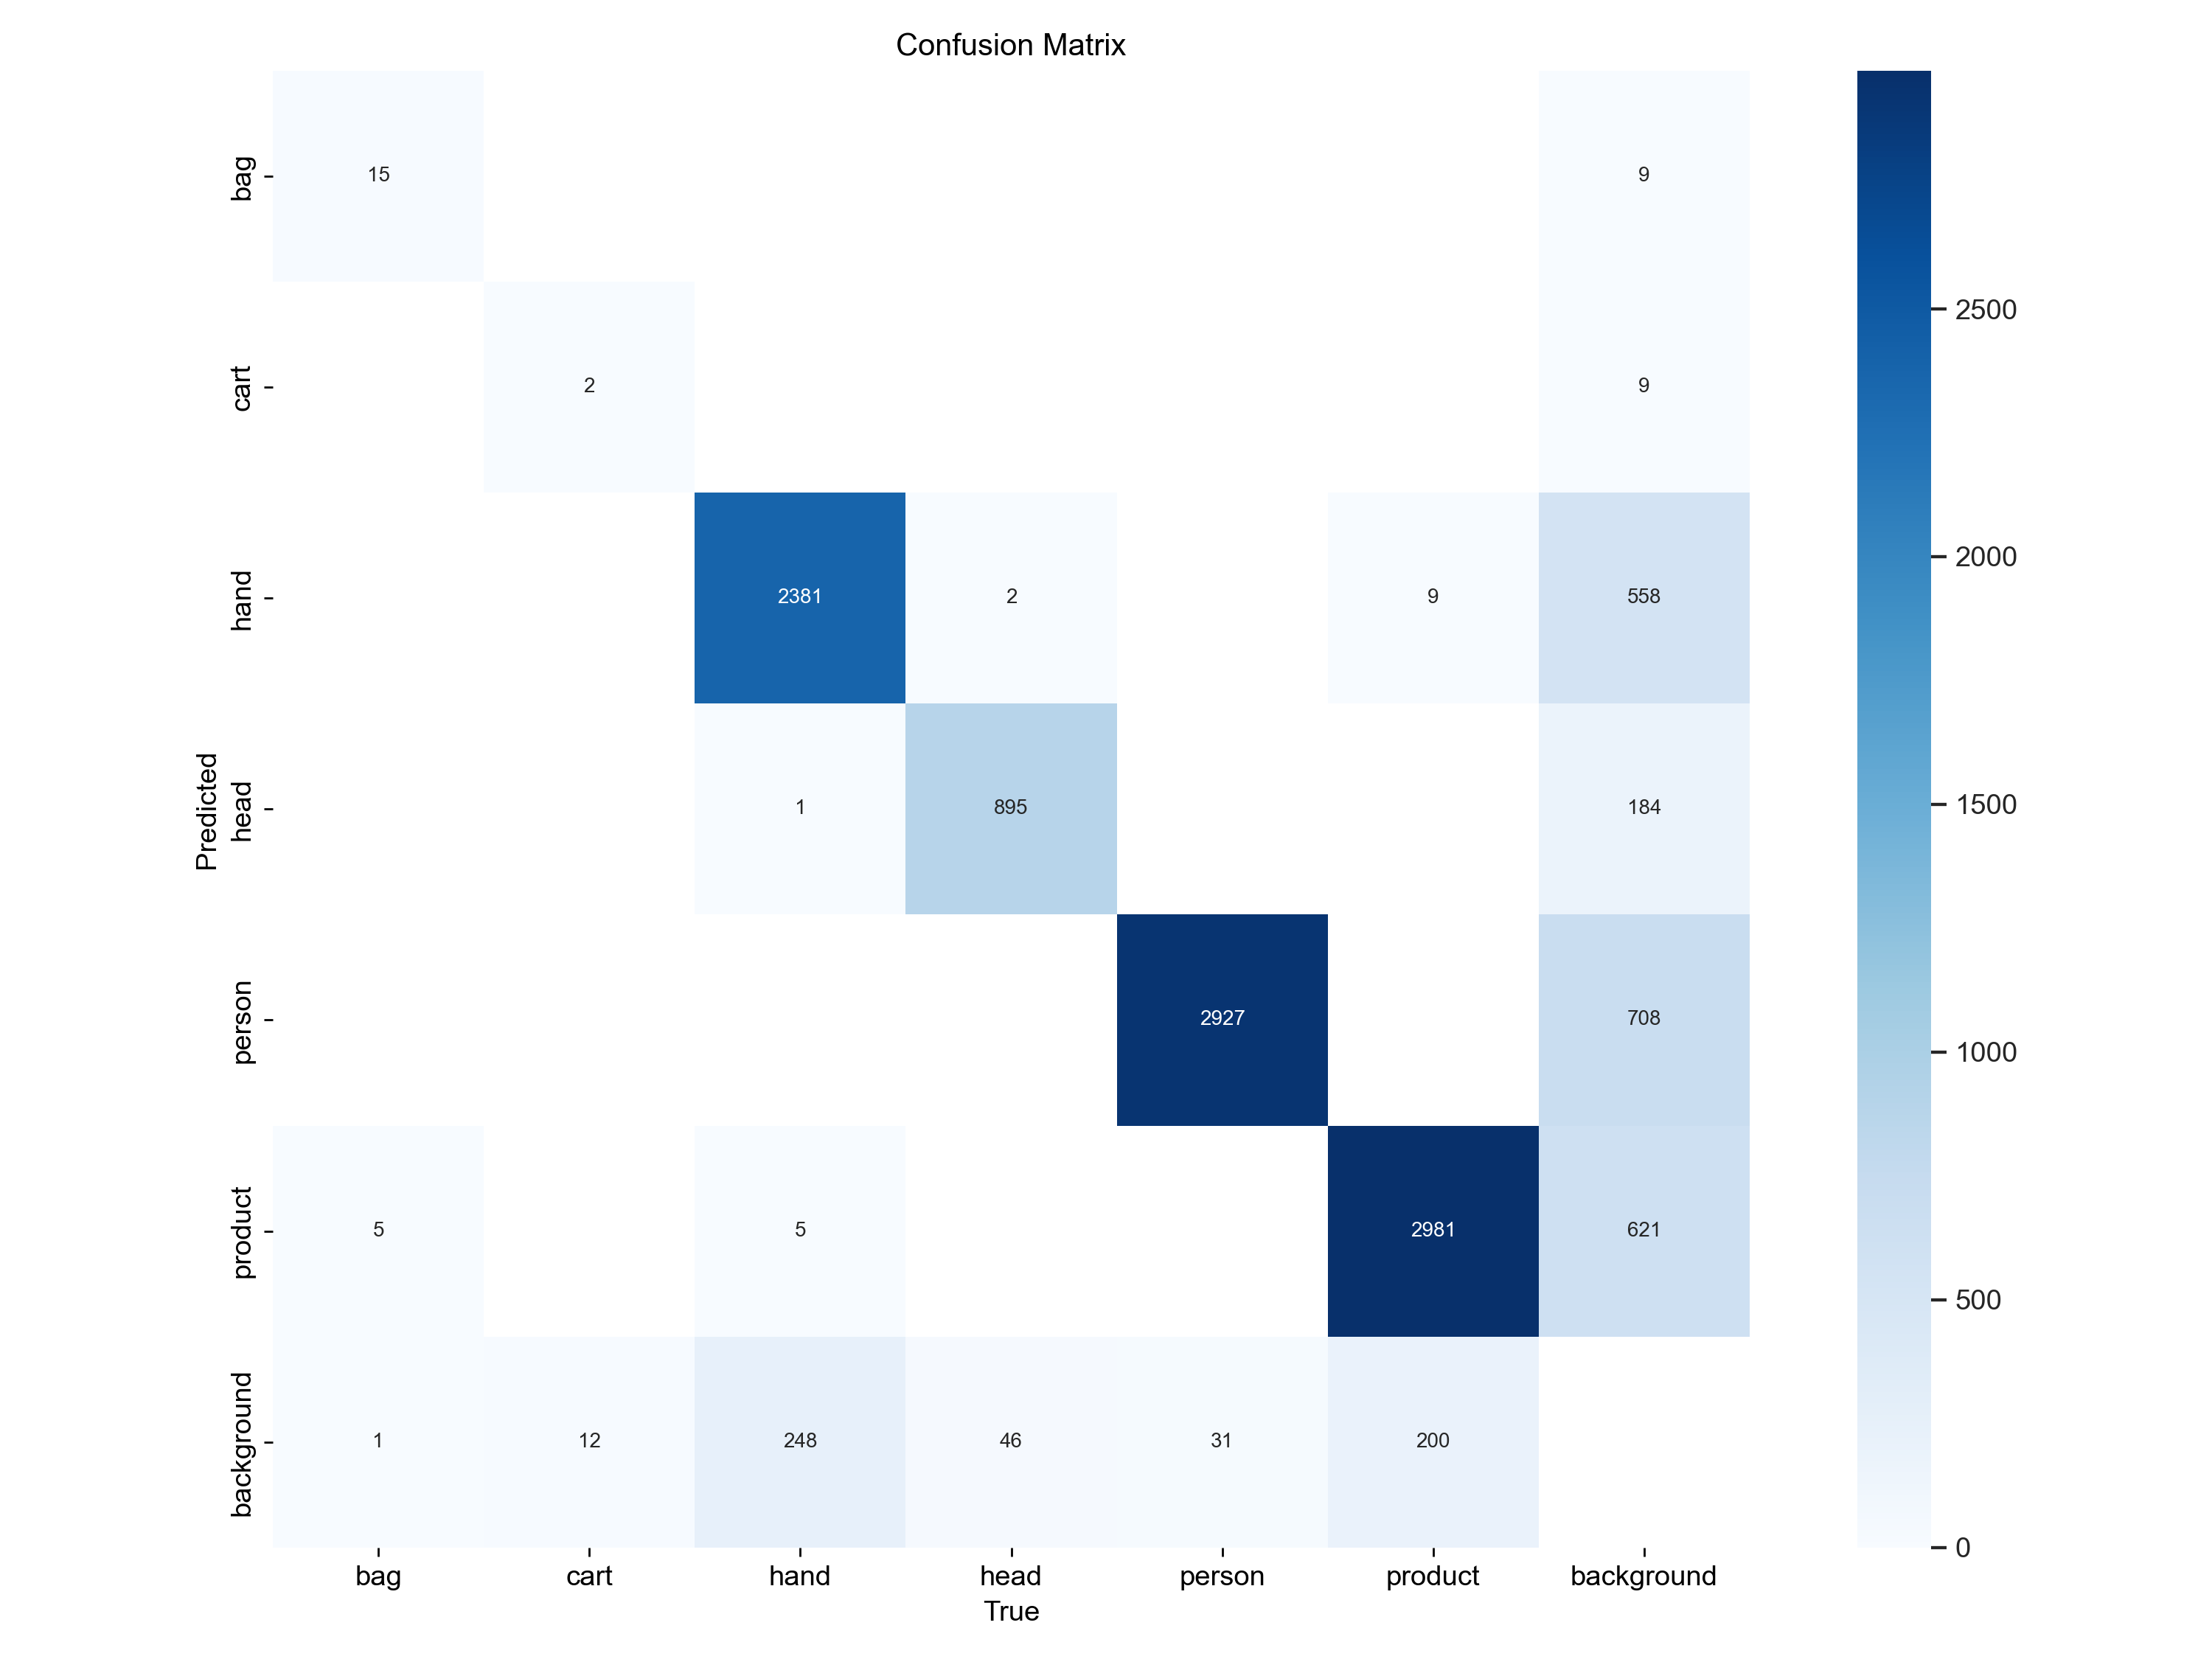 Confusion Matrix
bag 15 9
cart 2 9
hand 2381 2 9 558
Predicted
head 1 895 184
person 2927 708
product 5 5 2981 621
background 1 12 248 46 31 200
bag cart hand head person product background
True
2500
2000
1500
1000
500
0